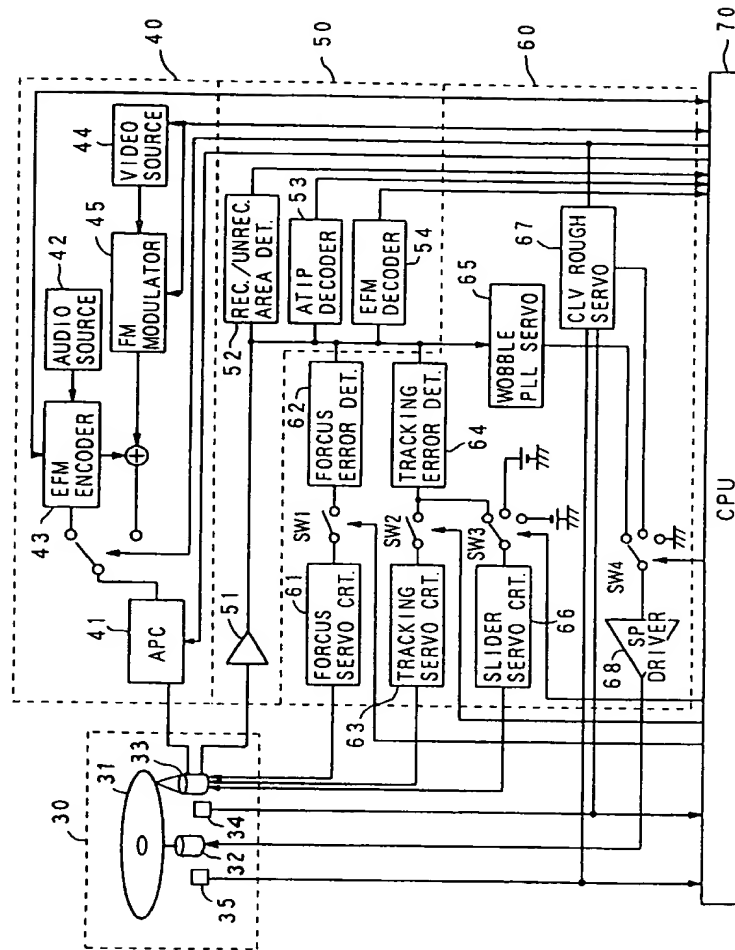 40
50
60
70
44
VIDEO
SOURCE
45
FM
MODULATOR
42
AUDIO
SOURCE
EFM
ENCODER
43
41
APC
52
REC./UNREC.
AREA DET.
53
ATIP
DECODER
54
EFM
DECODER
51
62
FORCUS
ERROR DET.
TRACKING
ERROR DET.
64
65
WOBBLE
PLL SERVO
67
CLV ROUGH
SERVO
SW1
SW2
SW3
SW4
61
FORCUS
SERVO CRT.
TRACKING
SERVO CRT.
63
SLIDER
SERVO CRT.
66
SP
DRIVER
68
30
31
33
34
32
35
CPU